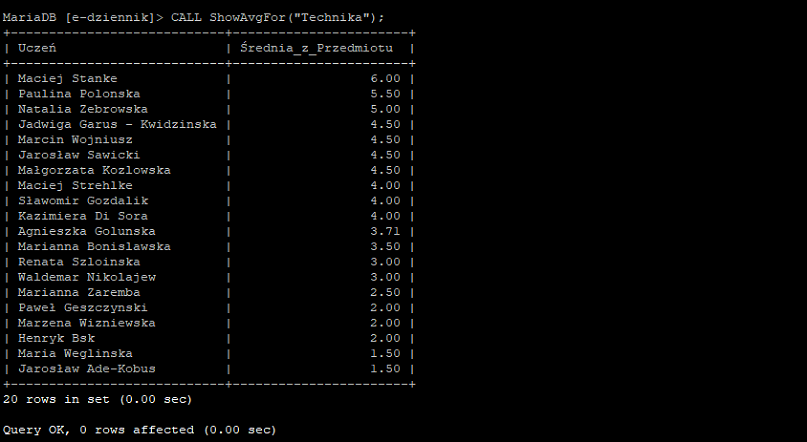 MariaDB [e-dziennik]> CALL ShowAvgFor("Technika");
+----------------------------+-----------------------+
| Uczeń                      | Średnia_z_Przedmiotu  |
+----------------------------+-----------------------+
| Maciej Stanke              |                  6.00 |
| Paulina Polonska           |                  5.50 |
| Natalia Zebrowska          |                  5.00 |
| Jadwiga Garus - Kwidzinska |                  4.50 |
| Marcin Wojniusz            |                  4.50 |
| Jarosław Sawicki           |                  4.50 |
| Małgorzata Kozlowska       |                  4.50 |
| Maciej Strehlke            |                  4.00 |
| Sławomir Gozdalik          |                  4.00 |
| Kazimiera Di Sora          |                  4.00 |
| Agnieszka Golunska         |                  3.71 |
| Marianna Bonislawska       |                  3.50 |
| Renata Szloinska           |                  3.00 |
| Waldemar Nikolajew         |                  3.00 |
| Marianna Zaremba           |                  2.50 |
| Paweł Geszczynski          |                  2.00 |
| Marzena Wizniewska         |                  2.00 |
| Henryk Bsk                 |                  2.00 |
| Maria Weglinska            |                  1.50 |
| Jarosław Ade-Kobus         |                  1.50 |
+----------------------------+-----------------------+
20 rows in set (0.00 sec)
Query OK, 0 rows affected (0.00 sec)